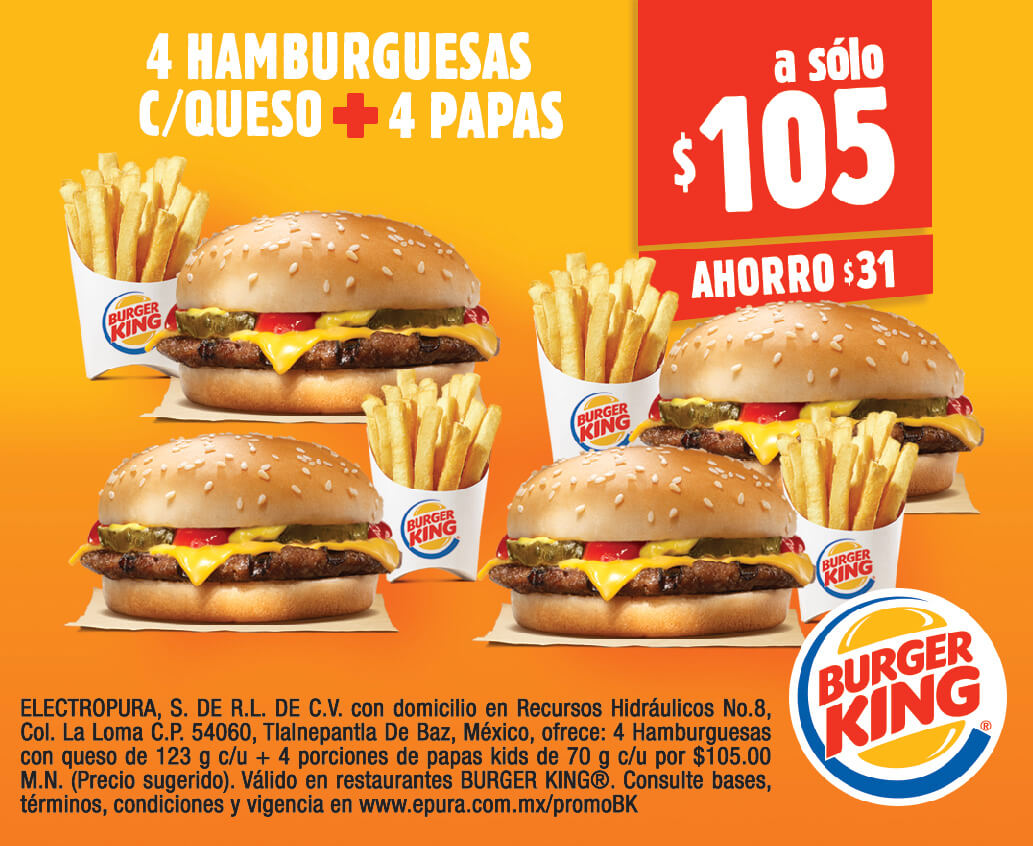 4 HAMBURGUESAS
C/QUESO + 4 PAPAS
a sólo
$105
AHORRO $31
BURGER
KING
BURGER
KING
BURGER
KING
BURGER
KING
BURGER
KING®
ELECTROPURA, S. DE R.L. DE C.V. con domicilio en Recursos Hidráulicos No.8,
Col. La Loma C.P. 54060, Tlalnepantla De Baz, México, ofrece: 4 Hamburguesas
con queso de 123 g c/u + 4 porciones de papas kids de 70 g c/u por $105.00
M.N. (Precio sugerido). Válido en restaurantes BURGER KING®. Consulte bases,
términos, condiciones y vigencia en www.epura.com.mx/promoBK